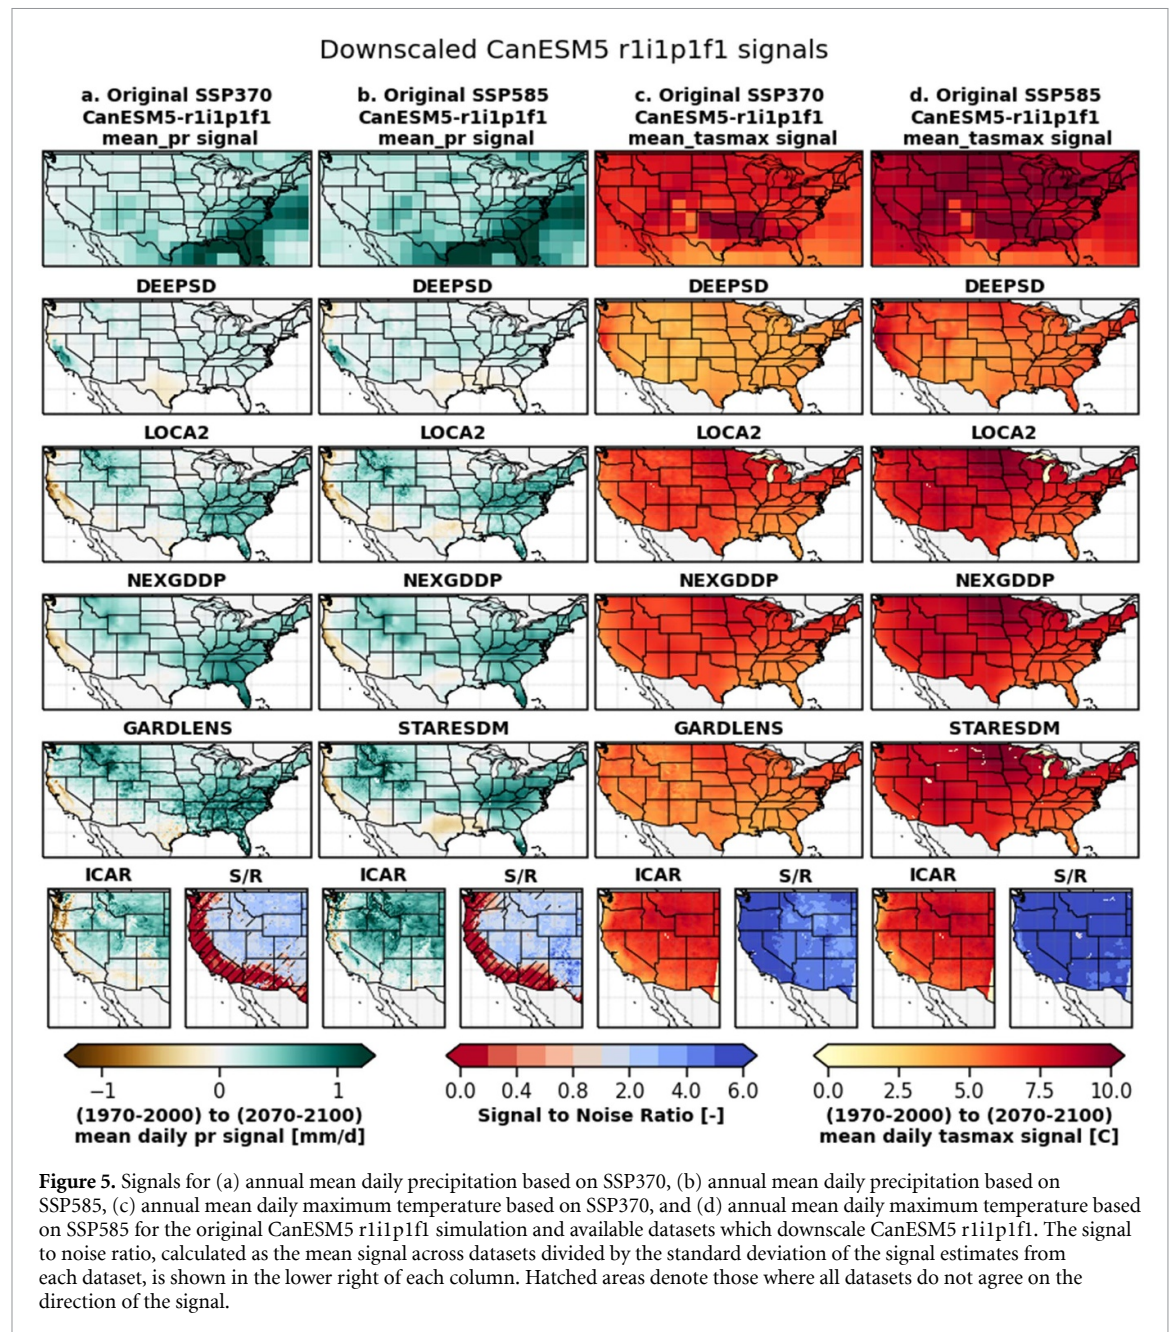 Downscaled CanESM5 r1i1p1f1 signals
a. Original SSP370
CanESM5-r1i1p1f1
mean_pr signal
b. Original SSP585
CanESM5-r1i1p1f1
mean_pr signal
c. Original SSP370
CanESM5-r1i1p1f1
mean_tasmax signal
d. Original SSP585
CanESM5-r1i1p1f1
mean_tasmax signal
DEEPSD DEEPSD DEEPSD DEEPSD
LOCA2 LOCA2 LOCA2 LOCA2
NEXGDDP NEXGDDP NEXGDDP NEXGDDP
GARDLENS STARESDM GARDLENS STARESDM
ICAR S/R ICAR S/R ICAR S/R ICAR S/R
−1 0 1
(1970-2000) to (2070-2100)
mean daily pr signal [mm/d]
0.0 0.4 0.8 2.0 4.0 6.0
Signal to Noise Ratio [-]
0.0 2.5 5.0 7.5 10.0
(1970-2000) to (2070-2100)
mean daily tasmax signal [C]
Figure 5. Signals for (a) annual mean daily precipitation based on SSP370, (b) annual mean daily precipitation based on
SSP585, (c) annual mean daily maximum temperature based on SSP370, and (d) annual mean daily maximum temperature based
on SSP585 for the original CanESM5 r1i1p1f1 simulation and available datasets which downscale CanESM5 r1i1p1f1. The signal
to noise ratio, calculated as the mean signal across datasets divided by the standard deviation of the signal estimates from
each dataset, is shown in the lower right of each column. Hatched areas denote those where all datasets do not agree on the
direction of the signal.